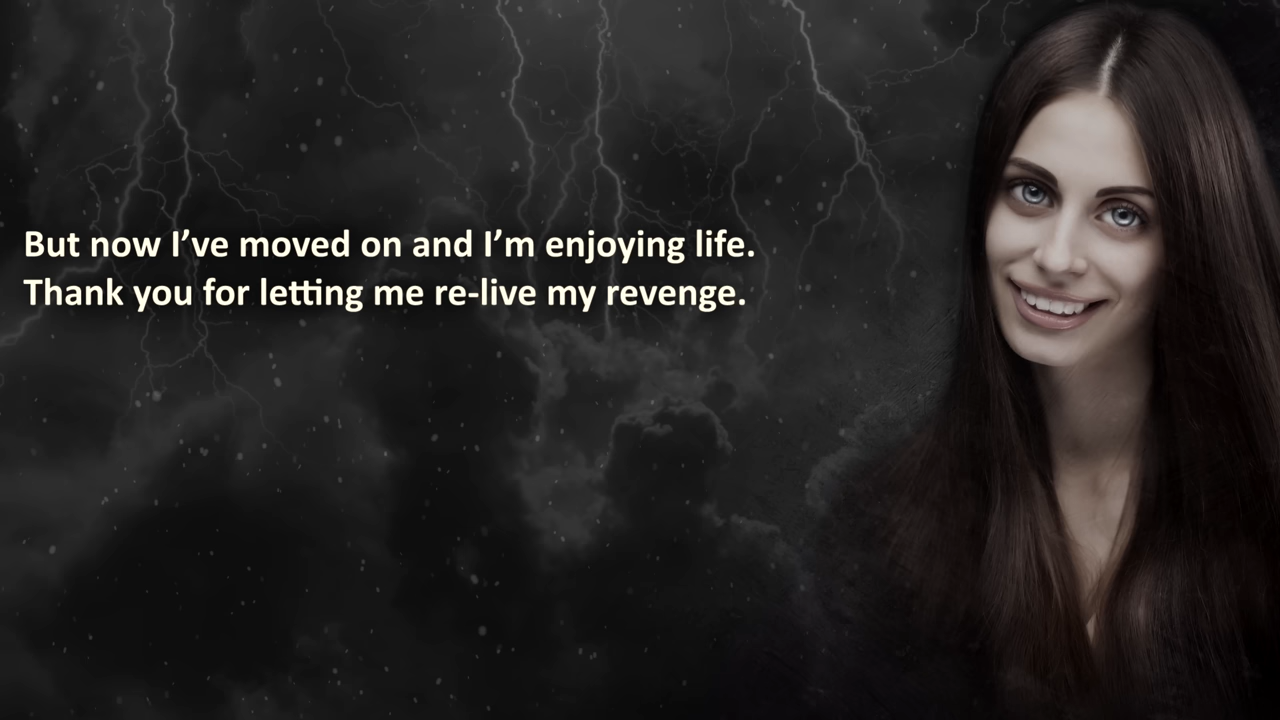 But now I’ve moved on and I’m enjoying life.
Thank you for letting me re-live my revenge.